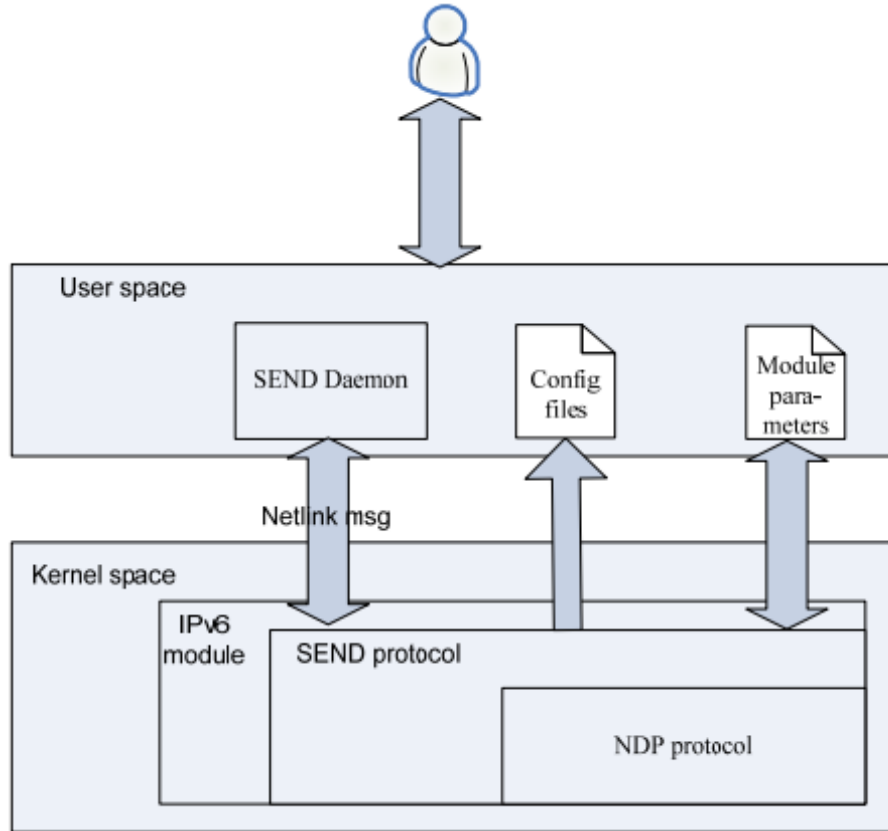 User space
SEND Daemon
Config
files
Module
para-
meters
Netlink msg
Kernel space
IPv6
module
SEND protocol
NDP protocol